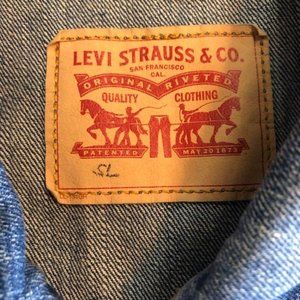 LEVI STRAUSS & CO.
SAN FRANCISCO
CAL.
ORIGINAL RIVETED
QUALITY CLOTHING
PATENTED MAY 20 1873